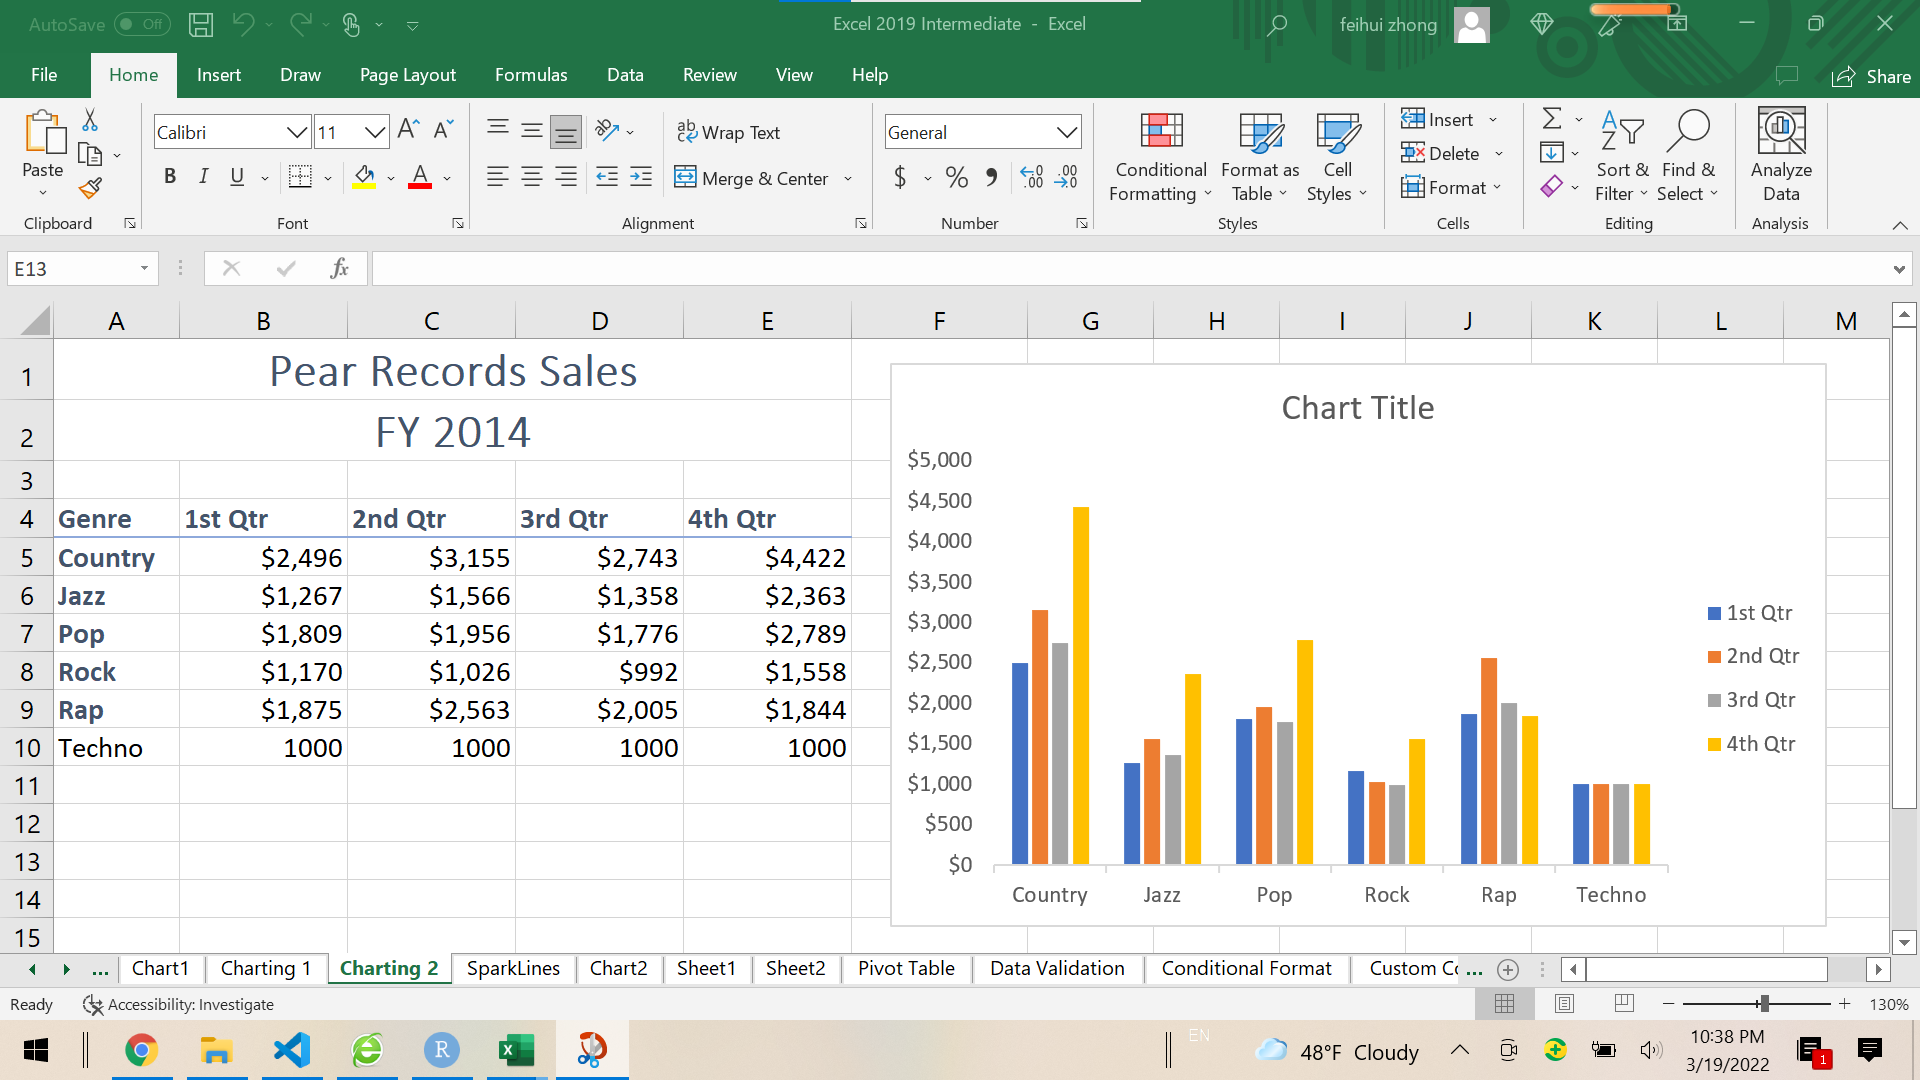 AutoSave Off Excel 2019 Intermediate - Excel feihui zhong
File Home Insert Draw Page Layout Formulas Data Review View Help Share
Paste
Clipboard
Calibri 11
A A
B I U A
Font
ab Wrap Text
Merge & Center
Alignment
General
$ % 9 .00 .00
Number
Conditional Formatting
Format as Table
Cell Styles
Styles
Insert
Delete
Format
Cells
Sort & Filter
Find & Select
Editing
Analyze Data
Analysis
E13 fx
A B C D E F G H I J K L M
1 Pear Records Sales
2 FY 2014
3
4 Genre 1st Qtr 2nd Qtr 3rd Qtr 4th Qtr
5 Country $2,496 $3,155 $2,743 $4,422
6 Jazz $1,267 $1,566 $1,358 $2,363
7 Pop $1,809 $1,956 $1,776 $2,789
8 Rock $1,170 $1,026 $992 $1,558
9 Rap $1,875 $2,563 $2,005 $1,844
10 Techno 1000 1000 1000 1000
11
12
13
14
15
Chart Title
$5,000
$4,500
$4,000
$3,500
$3,000
$2,500
$2,000
$1,500
$1,000
$500
$0
Country Jazz Pop Rock Rap Techno
1st Qtr
2nd Qtr
3rd Qtr
4th Qtr
... Chart1 Charting 1 Charting 2 SparkLines Chart2 Sheet1 Sheet2 Pivot Table Data Validation Conditional Format Custom Co ...
Ready Accessibility: Investigate 130%
R X EN 48°F Cloudy 10:38 PM
3/19/2022 1